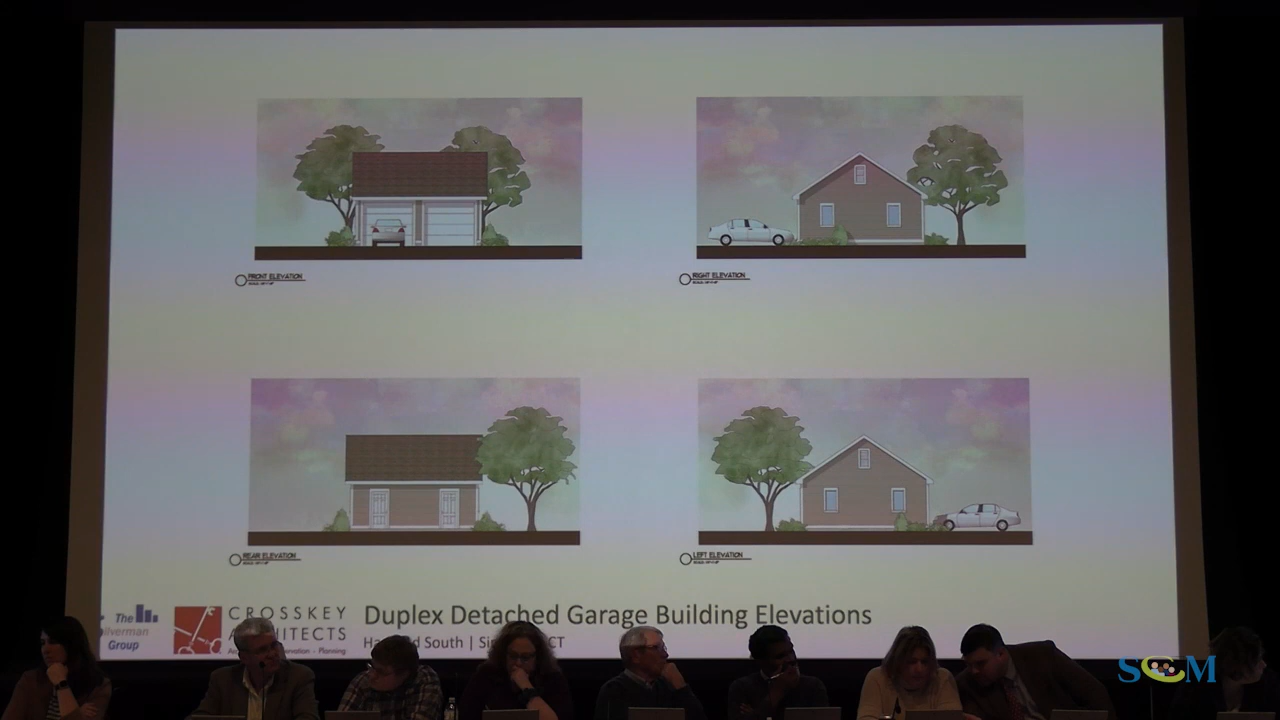 FRONT ELEVATION
RIGHT ELEVATION
REAR ELEVATION
LEFT ELEVATION
The
Group
CROSSKEY
Planning
Duplex Detached Garage Building Elevations
South | CT
SCM